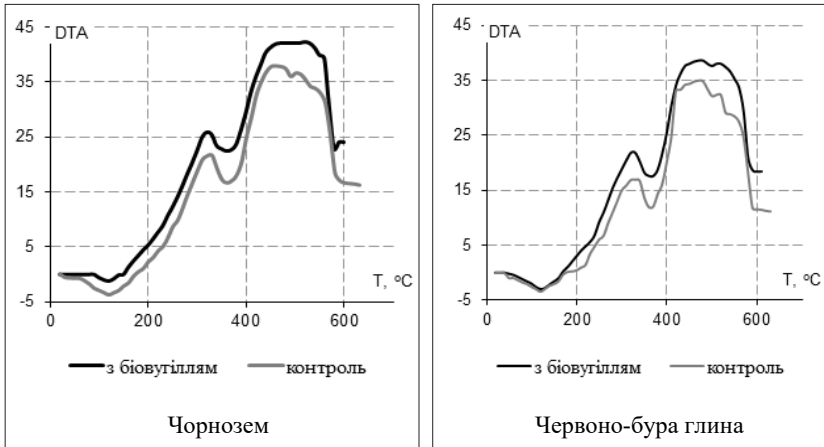 45
DTA
35
25
15
5
-5
0
200
400
600
T, °C
з біовугіллям
контроль
Чорнозем
45
DTA
35
25
15
5
-5
0
200
400
600
T, °C
з біовугіллям
контроль
Червоно-бура глина